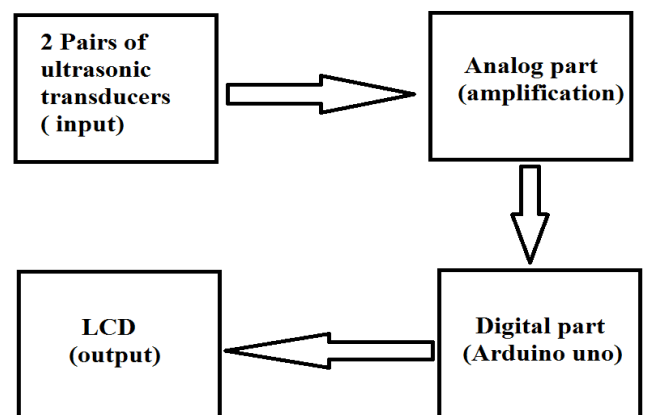 2 Pairs of
ultrasonic
transducers
( input)
Analog part
(amplification)
Digital part
(Arduino uno)
LCD
(output)